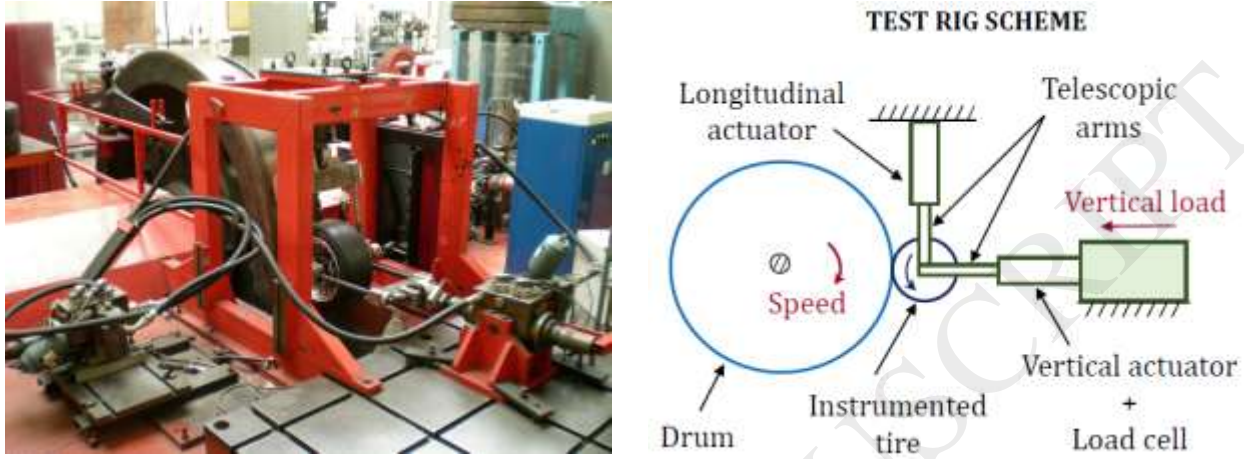 TEST RIG SCHEME
Longitudinal
actuator
Telescopic
arms
Vertical load
Speed
Vertical actuator
+
Load cell
Instrumented
tire
Drum